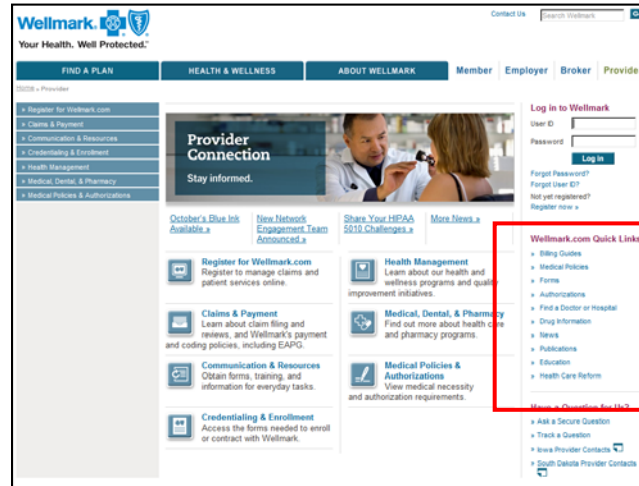 Contact Us
Search Wellmark
Wellmark.
Your Health. Well Protected.
FIND A PLAN
HEALTH & WELLNESS
ABOUT WELLMARK
Member
Employer
Broker
Provide
» Provider
» Register for Wellmark.com
» Claims & Payment
» Communication & Resources
» Credentialing & Enrollment
» Health Management
» Medical, Dental, & Pharmacy
» Medical Policies & Authorizations
Provider
Connection
Stay informed.
October's Blue Ink
Available »
New Network
Engagement Team
Announced »
Share Your HIPAA
5010 Challenges »
More News »
Register for Wellmark.com
Register to manage claims and
patient services online.
Health Management
Learn about our health and
wellness programs and quality
improvement initiatives.
Claims & Payment
Learn about claim filing and
reviews, and Wellmark's payment
and coding policies, including EAPG.
Medical, Dental, & Pharmacy
Find out more about health care
and pharmacy programs.
Communication & Resources
Obtain forms, training, and
information for everyday tasks.
Medical Policies &
Authorizations
View medical necessity
and authorization requirements.
Credentialing & Enrollment
Access the forms needed to enroll
or contract with Wellmark.
Log in to Wellmark
User ID
Password
Log in
Forgot Password?
Forgot User ID?
Not yet registered?
Register now »
Wellmark.com Quick Links
» Billing Guides
» Medical Policies
» Forms
» Authorizations
» Find a Doctor or Hospital
» Drug Information
» News
» Publications
» Education
» Health Care Reform
Have a Question for Us?
» Ask a Secure Question
» Track a Question
» Iowa Provider Contacts
» South Dakota Provider Contacts